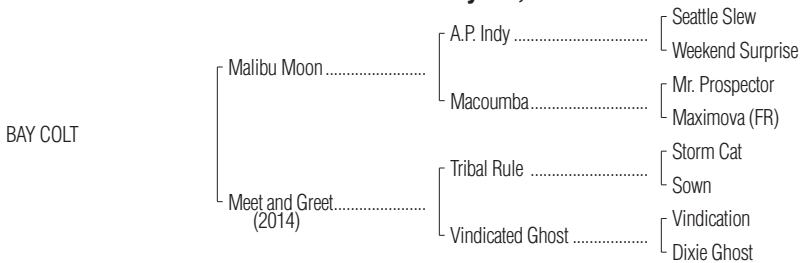 Seattle Slew
A.P. Indy ................................
Weekend Surprise
Malibu Moon ........................
Mr. Prospector
Macoumba............................
Maximova (FR)
BAY COLT
Storm Cat
Tribal Rule ............................
Sown
Meet and Greet......................
(2014)
Vindication
Vindicated Ghost ..................
Dixie Ghost